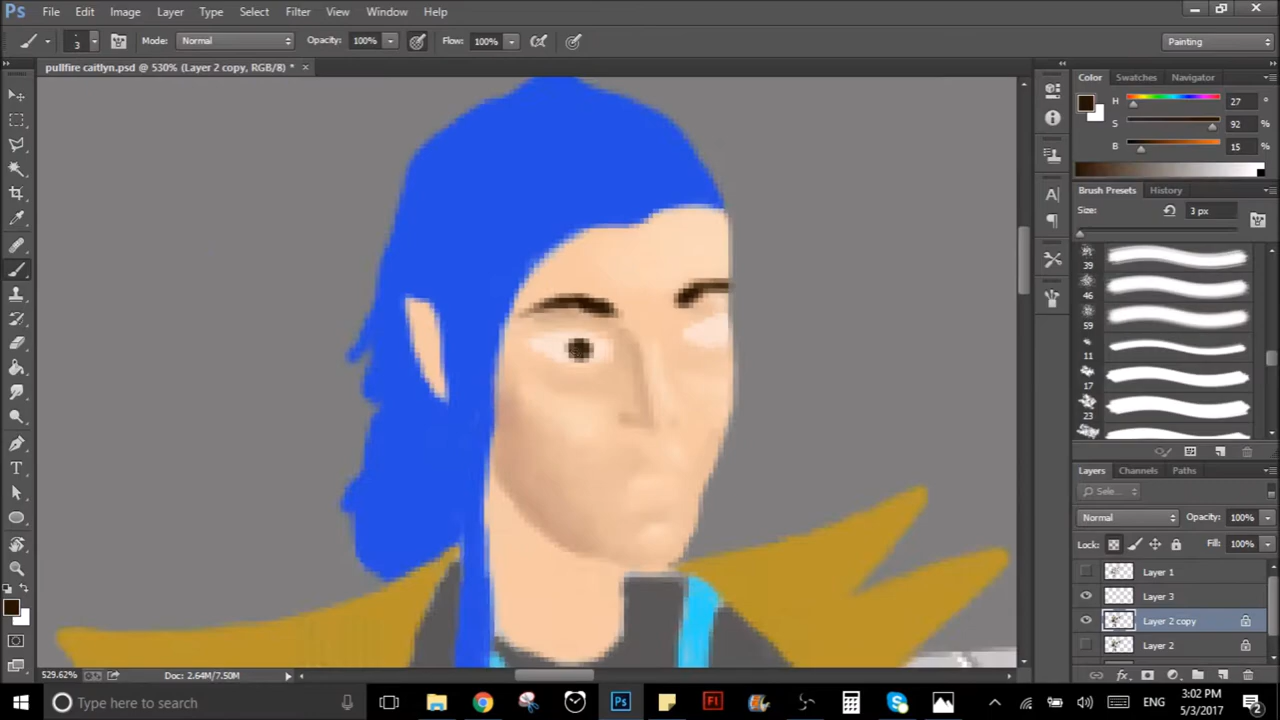 Ps File Edit Image Layer Type Select Filter View Window Help
3 Mode: Normal Opacity: 100% Flow: 100% Painting
pullfire caitlyn.psd @ 530% (Layer 2 copy, RGB/8) * ×
Color Swatches Navigator
H 27 °
S 92 %
B 15 %
Brush Presets History
Size: 3 px
39
46
59
11
17
23
Layers Channels Paths
Sele...
Normal Opacity: 100%
Lock: Fill: 100%
Layer 1
Layer 3
Layer 2 copy
Layer 2
529.62% Doc: 2.64M/7.50M
Type here to search
Ps Fl ENG 3:02 PM
5/3/2017 2